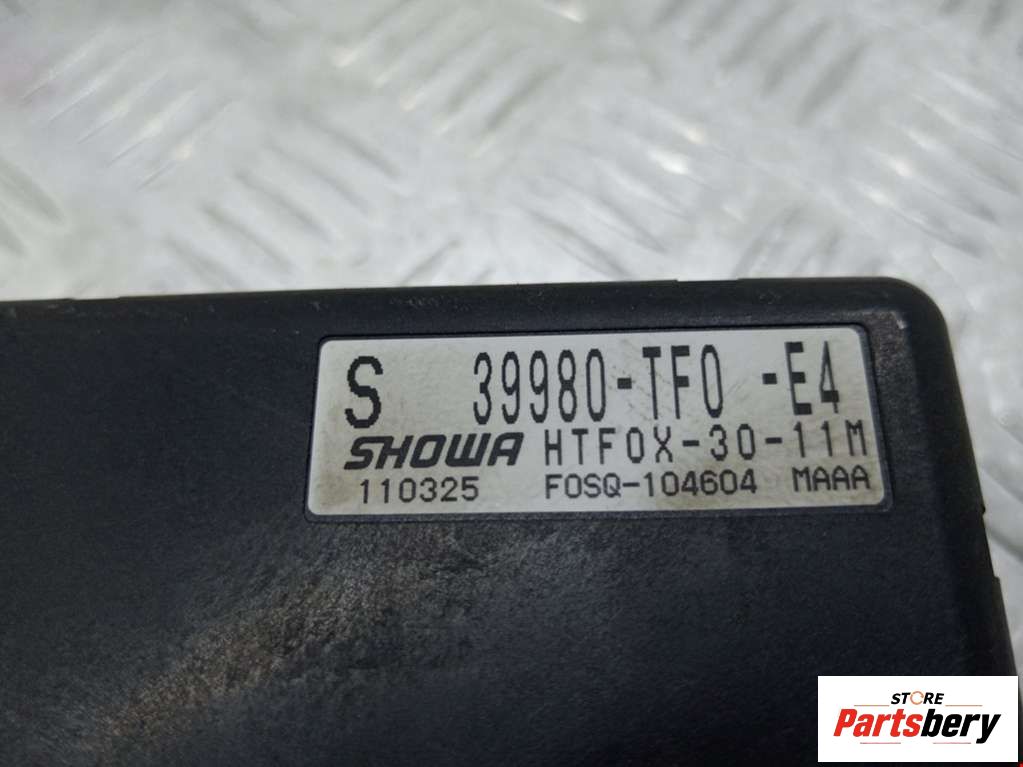 S 39980-TF0 -E4
SHOWA HTF0X-30-11M
110325 F0SQ-104604 MAAA
STORE
Partsbery